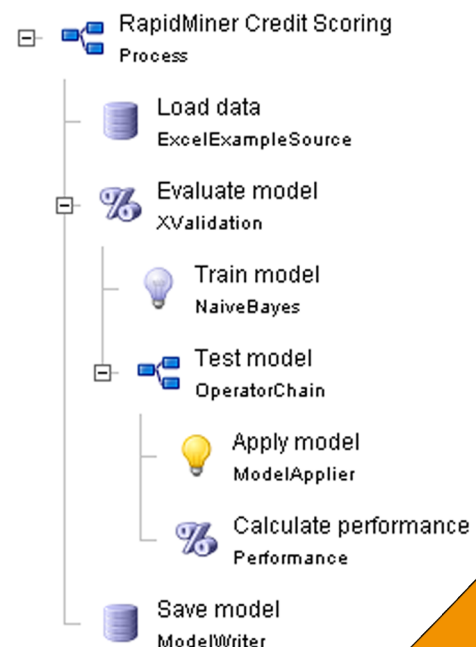 RapidMiner Credit Scoring
Process
Load data
ExcelExampleSource
Evaluate model
XValidation
Train model
NaiveBayes
Test model
OperatorChain
Apply model
ModelApplier
Calculate performance
Performance
Save model
ModelWriter